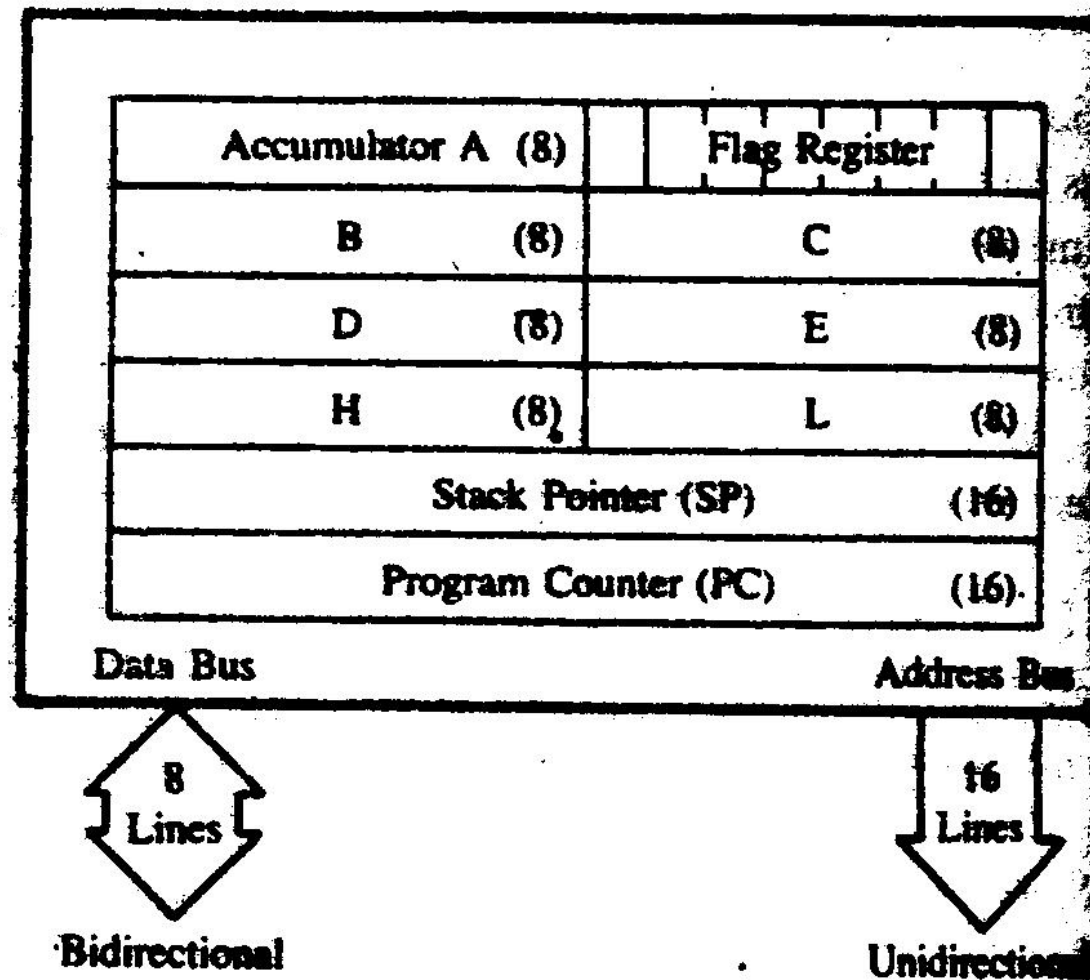 Accumulator A (8) Flag Register
B (8) C (8)
D (8) E (8)
H (8) L (8)
Stack Pointer (SP) (16)
Program Counter (PC) (16)
Data Bus Address Bus
8 16
Lines Lines
Bidirectional Unidirectional